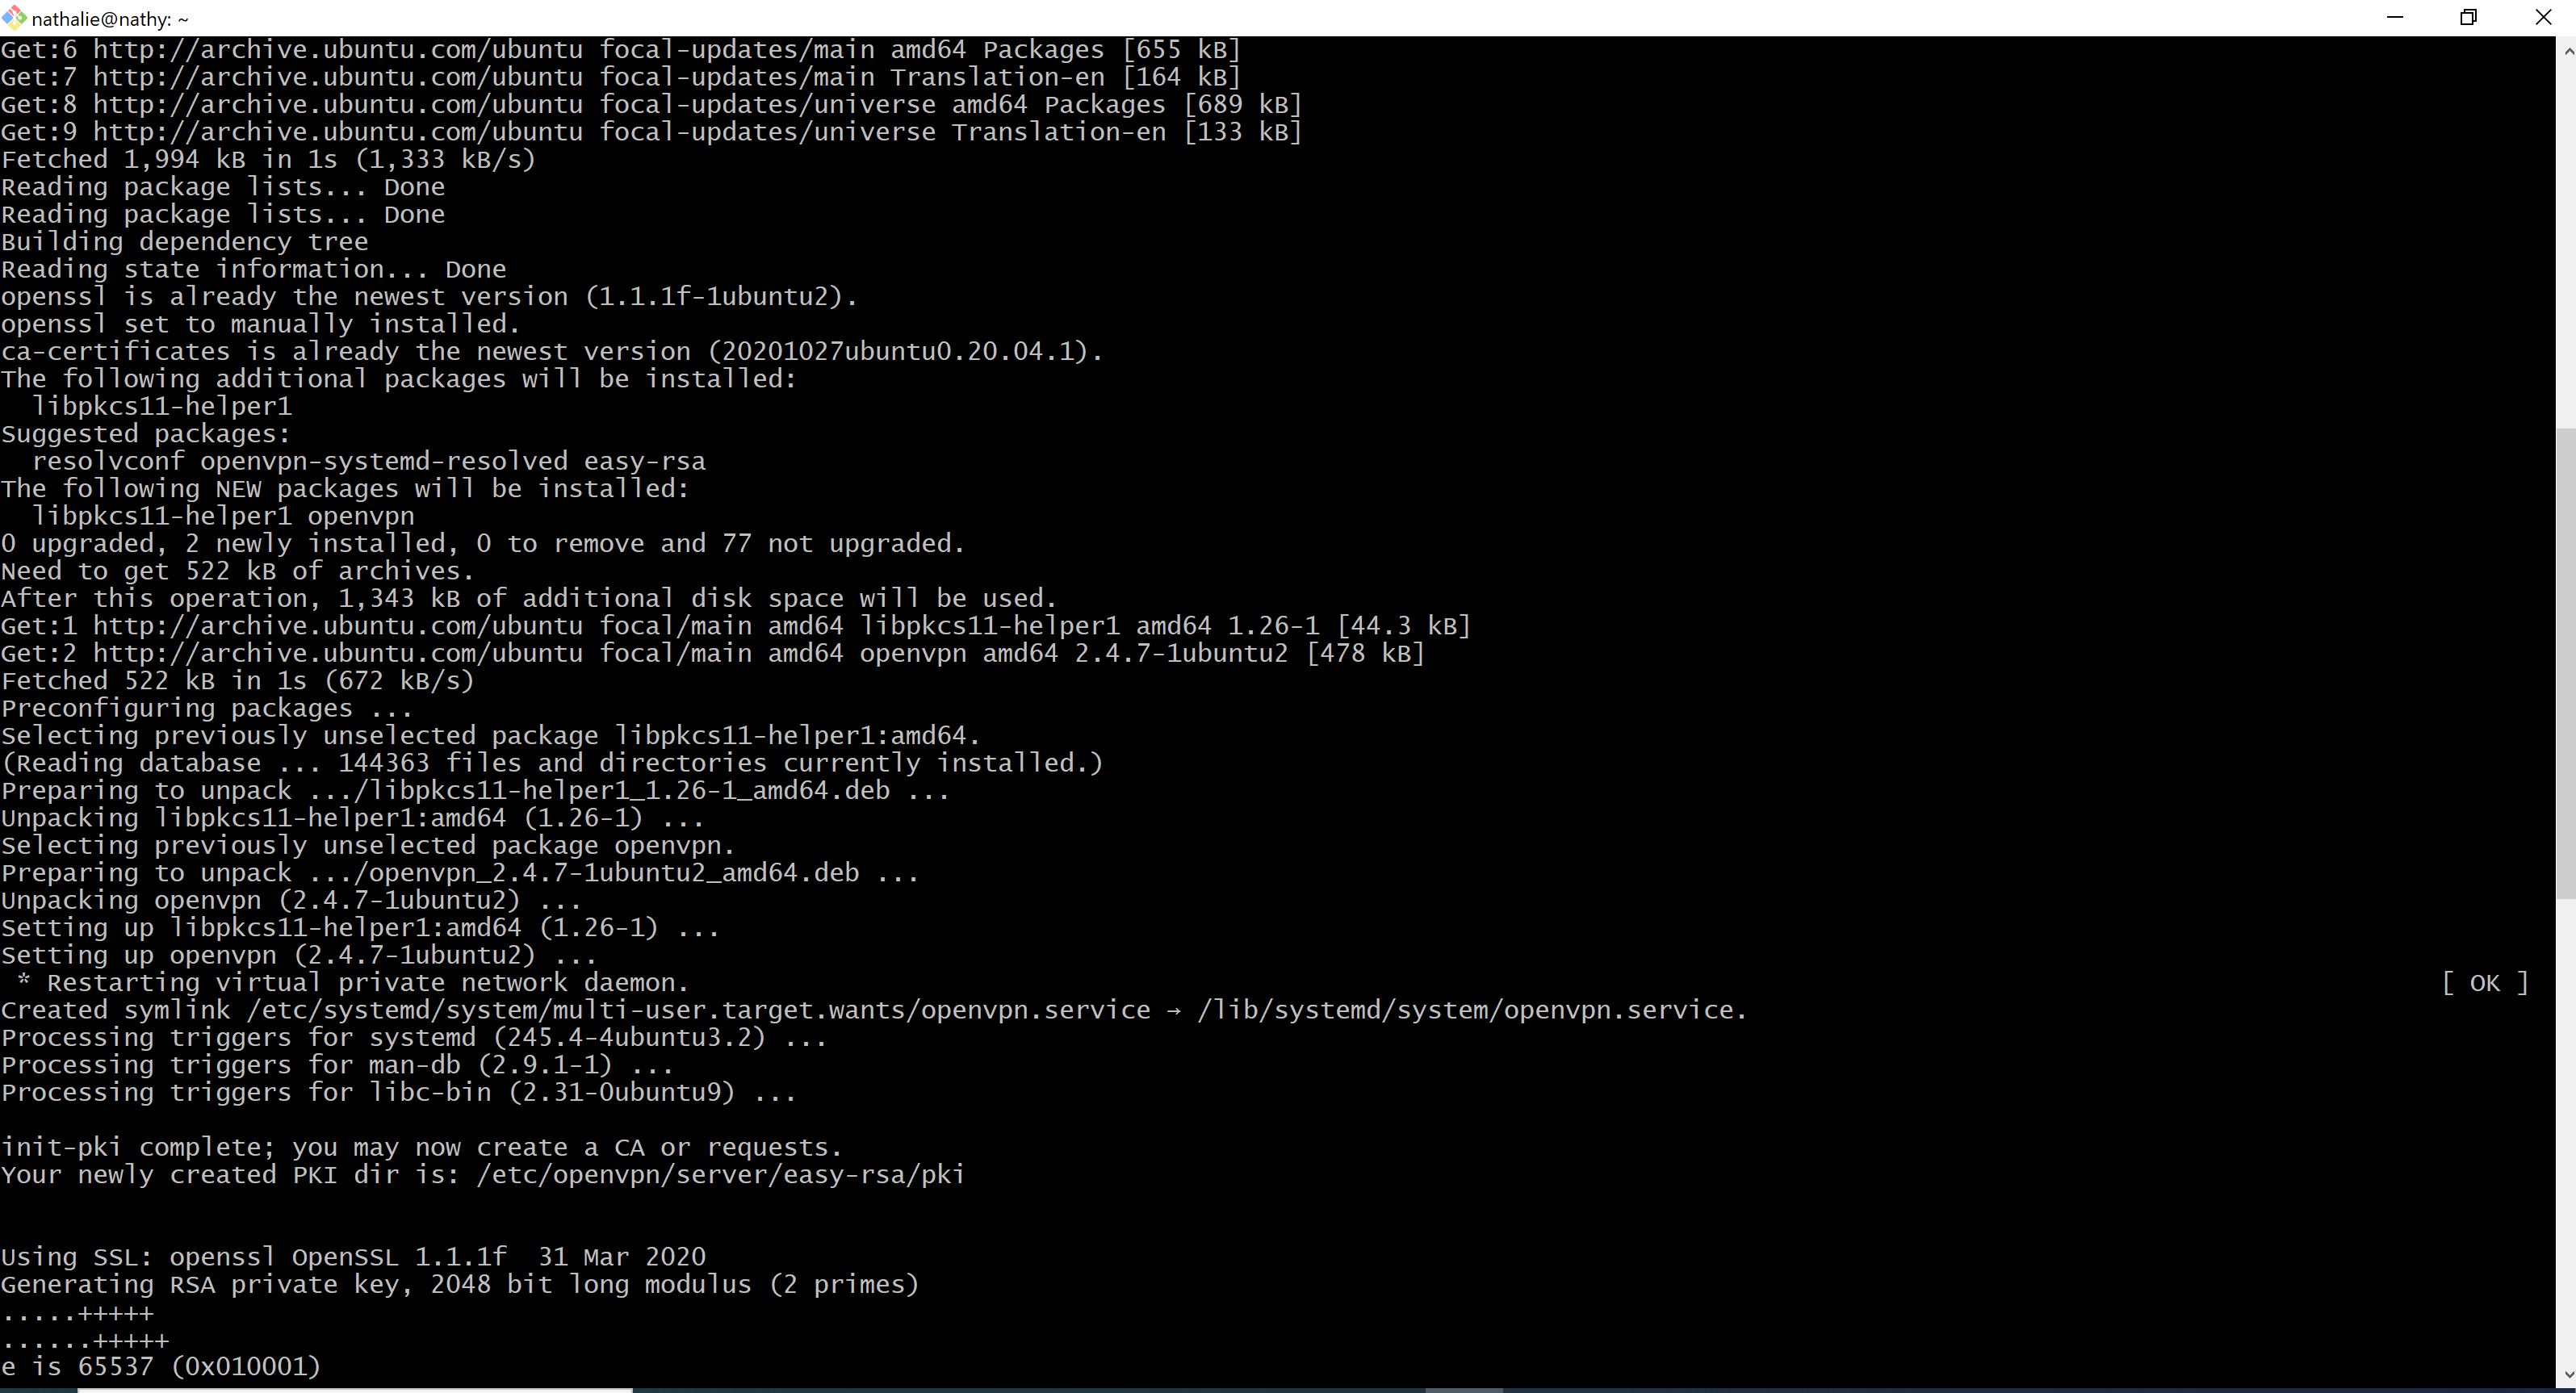 nathalie@nathy: ~
Get:6 http://archive.ubuntu.com/ubuntu focal-updates/main amd64 Packages [655 kB]
Get:7 http://archive.ubuntu.com/ubuntu focal-updates/main Translation-en [164 kB]
Get:8 http://archive.ubuntu.com/ubuntu focal-updates/universe amd64 Packages [689 kB]
Get:9 http://archive.ubuntu.com/ubuntu focal-updates/universe Translation-en [133 kB]
Fetched 1,994 kB in 1s (1,333 kB/s)
Reading package lists... Done
Reading package lists... Done
Building dependency tree
Reading state information... Done
openssl is already the newest version (1.1.1f-1ubuntu2).
openssl set to manually installed.
ca-certificates is already the newest version (20201027ubuntu0.20.04.1).
The following additional packages will be installed:
  libpkcs11-helper1
Suggested packages:
  resolvconf openvpn-systemd-resolved easy-rsa
The following NEW packages will be installed:
  libpkcs11-helper1 openvpn
0 upgraded, 2 newly installed, 0 to remove and 77 not upgraded.
Need to get 522 kB of archives.
After this operation, 1,343 kB of additional disk space will be used.
Get:1 http://archive.ubuntu.com/ubuntu focal/main amd64 libpkcs11-helper1 amd64 1.26-1 [44.3 kB]
Get:2 http://archive.ubuntu.com/ubuntu focal/main amd64 openvpn amd64 2.4.7-1ubuntu2 [478 kB]
Fetched 522 kB in 1s (672 kB/s)
Preconfiguring packages ...
Selecting previously unselected package libpkcs11-helper1:amd64.
(Reading database ... 144363 files and directories currently installed.)
Preparing to unpack .../libpkcs11-helper1_1.26-1_amd64.deb ...
Unpacking libpkcs11-helper1:amd64 (1.26-1) ...
Selecting previously unselected package openvpn.
Preparing to unpack .../openvpn_2.4.7-1ubuntu2_amd64.deb ...
Unpacking openvpn (2.4.7-1ubuntu2) ...
Setting up libpkcs11-helper1:amd64 (1.26-1) ...
Setting up openvpn (2.4.7-1ubuntu2) ...
 * Restarting virtual private network daemon. [ OK ]
Created symlink /etc/systemd/system/multi-user.target.wants/openvpn.service → /lib/systemd/system/openvpn.service.
Processing triggers for systemd (245.4-4ubuntu3.2) ...
Processing triggers for man-db (2.9.1-1) ...
Processing triggers for libc-bin (2.31-0ubuntu9) ...
init-pki complete; you may now create a CA or requests.
Your newly created PKI dir is: /etc/openvpn/server/easy-rsa/pki
Using SSL: openssl OpenSSL 1.1.1f  31 Mar 2020
Generating RSA private key, 2048 bit long modulus (2 primes)
.....+++++
......+++++
e is 65537 (0x010001)